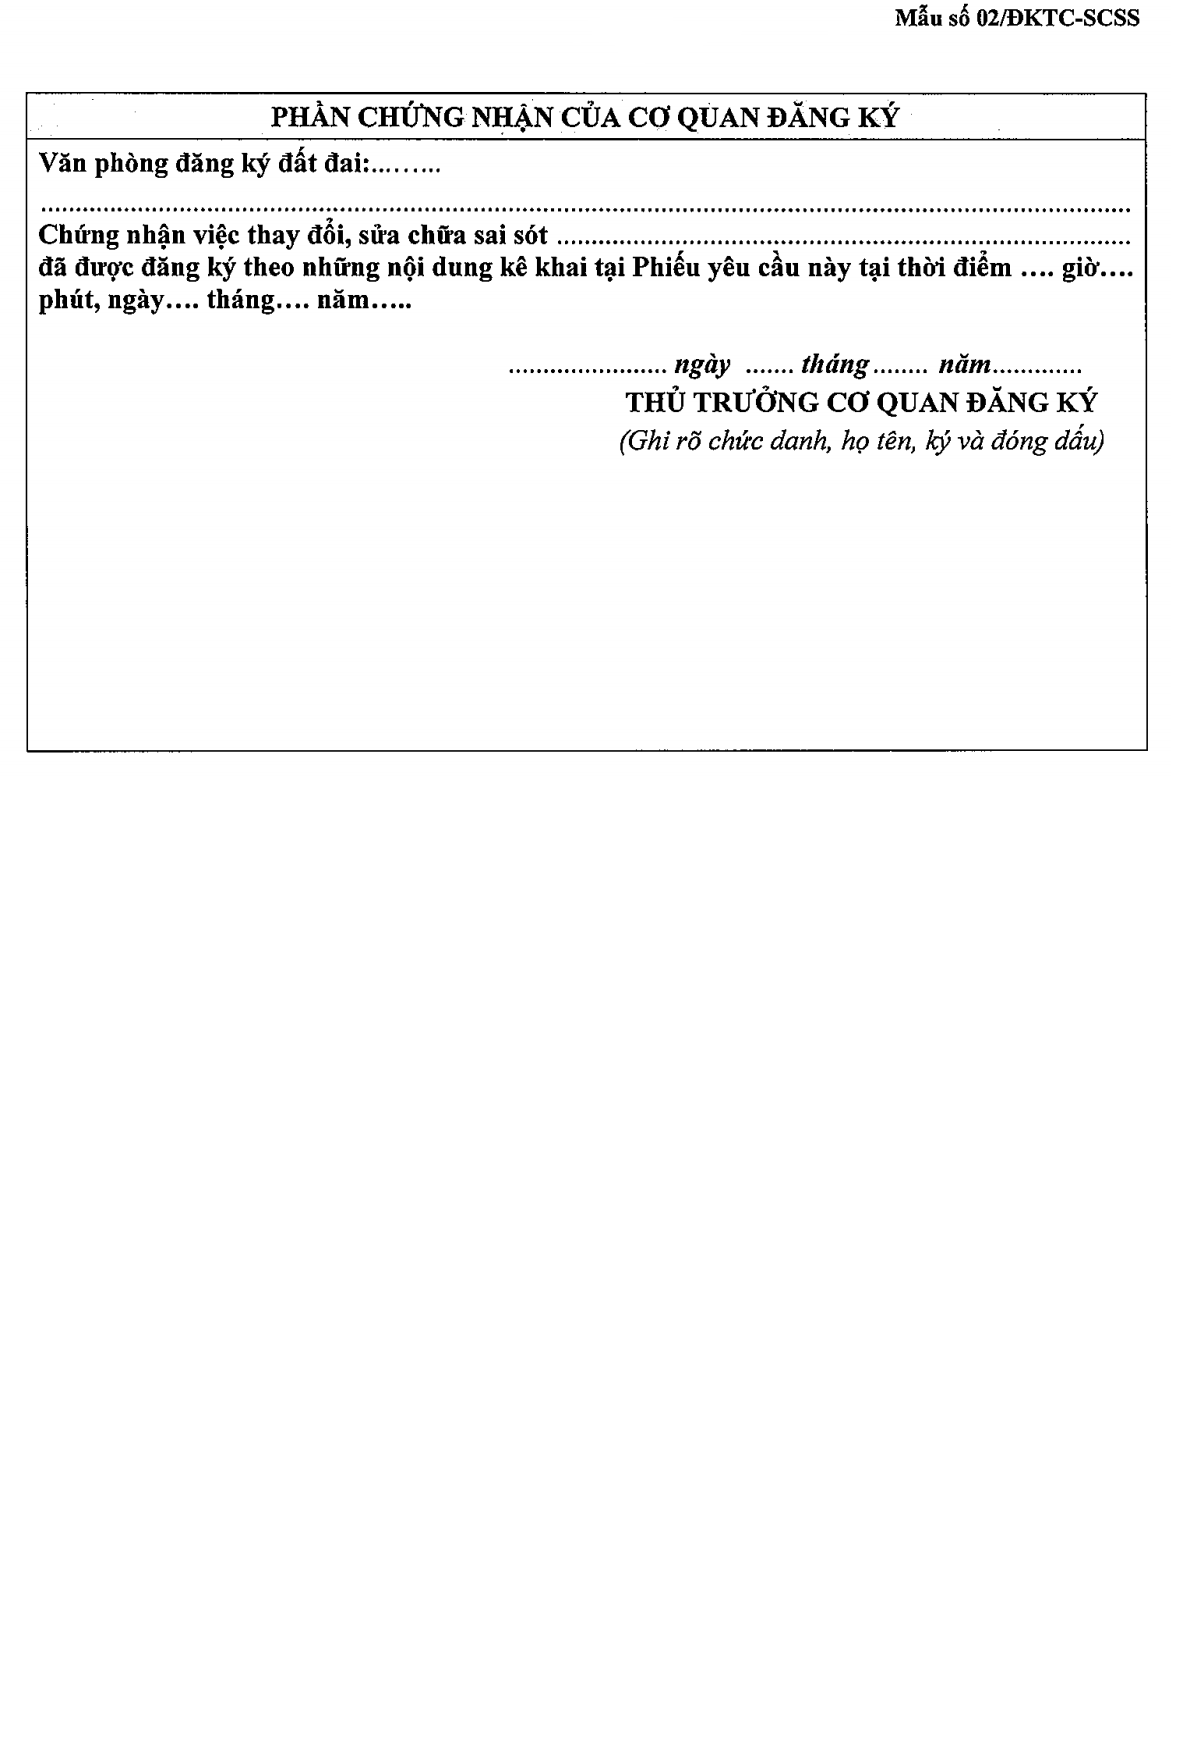 Mẫu số 02/ĐKTC-SCSS
PHẦN CHỨNG NHẬN CỦA CƠ QUAN ĐĂNG KÝ
Văn phòng đăng ký đất đai:.........
................................................................................................................................................................
Chứng nhận việc thay đổi, sửa chữa sai sót ....................................................................................
đã được đăng ký theo những nội dung kê khai tại Phiếu yêu cầu này tại thời điểm .... giờ....
phút, ngày.... tháng.... năm.....
....................... ngày ....... tháng........ năm.............
THỦ TRƯỞNG CƠ QUAN ĐĂNG KÝ
(Ghi rõ chức danh, họ tên, ký và đóng dấu)